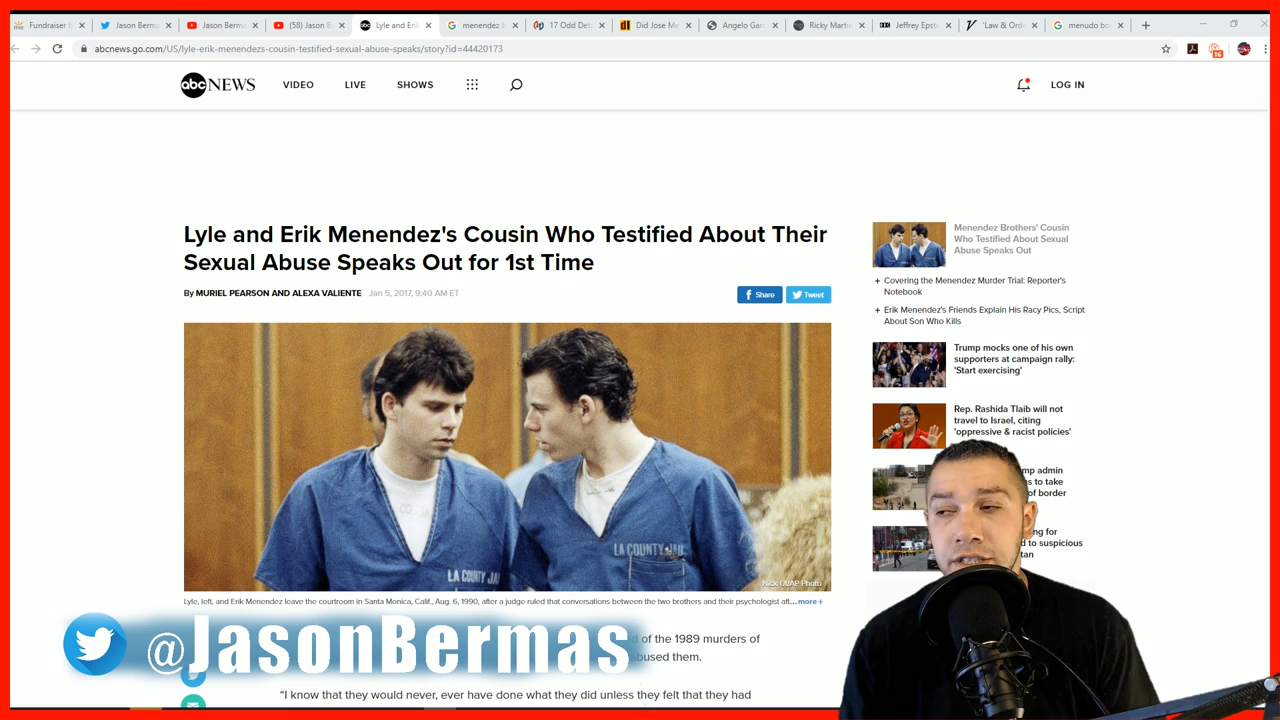 Fundraiser b
Jason Berma
Jason Berm
(58) Jason B
Lyle and Erik
menendez b
17 Odd Deta
Did Jose Me
Angelo Gar
Ricky Martin
Jeffrey Epst
'Law & Orde
menudo bo
abcnews.go.com/US/lyle-erik-menendezs-cousin-testified-sexual-abuse-speaks/story?id=44420173
16
abc NEWS
VIDEO
LIVE
SHOWS
LOG IN
Lyle and Erik Menendez's Cousin Who Testified About Their
Sexual Abuse Speaks Out for 1st Time
By MURIEL PEARSON AND ALEXA VALIENTE Jan 5, 2017, 9:40 AM ET
Share
Tweet
LA COUNTY JAI
LA COUNTY JAIL
Nick Ut/AP Photo
Lyle, left, and Erik Menendez leave the courtroom in Santa Monica, Calif., Aug. 6, 1990, after a judge ruled that conversations between the two brothers and their psychologist aft... more +
of the 1989 murders of
bused them.
“I know that they would never, ever have done what they did unless they felt that they had
@JasonBermas
Menendez Brothers' Cousin
Who Testified About Sexual
Abuse Speaks Out
+ Covering the Menendez Murder Trial: Reporter's
Notebook
+ Erik Menendez's Friends Explain His Racy Pics, Script
About Son Who Kills
Trump mocks one of his own
supporters at campaign rally:
'Start exercising'
Rep. Rashida Tlaib will not
travel to Israel, citing
'oppressive & racist policies'
mp admin
s to take
of border
ng for
d to suspicious
tan